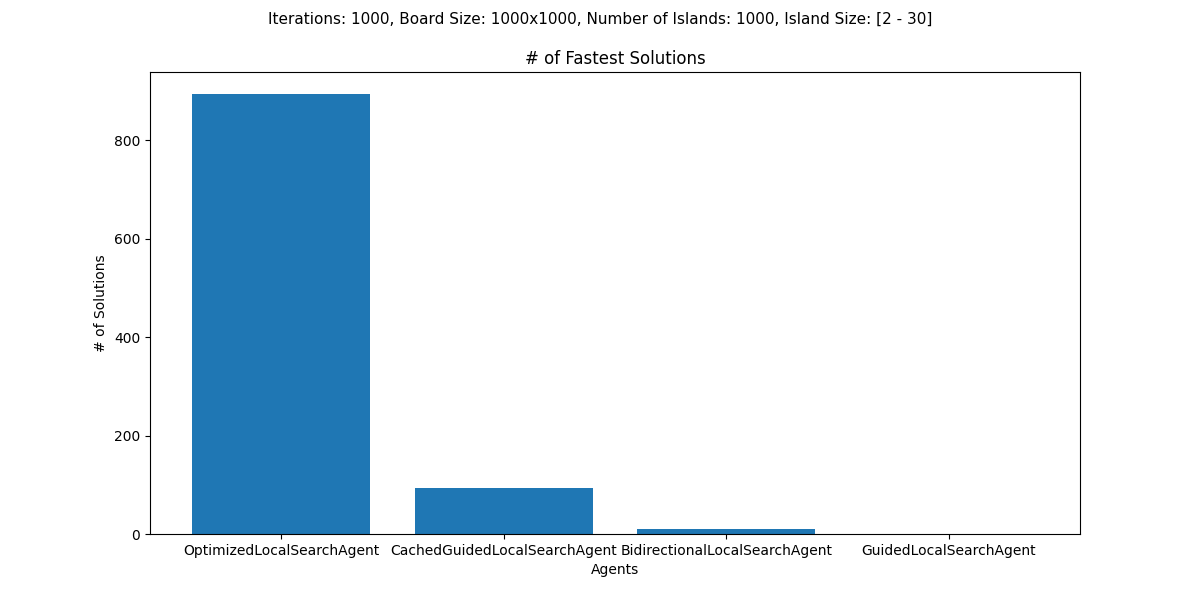 Iterations: 1000, Board Size: 1000x1000, Number of Islands: 1000, Island Size: [2 - 30]
# of Fastest Solutions
# of Solutions
800
600
400
200
0
OptimizedLocalSearchAgent CachedGuidedLocalSearchAgent BidirectionalLocalSearchAgent GuidedLocalSearchAgent
Agents